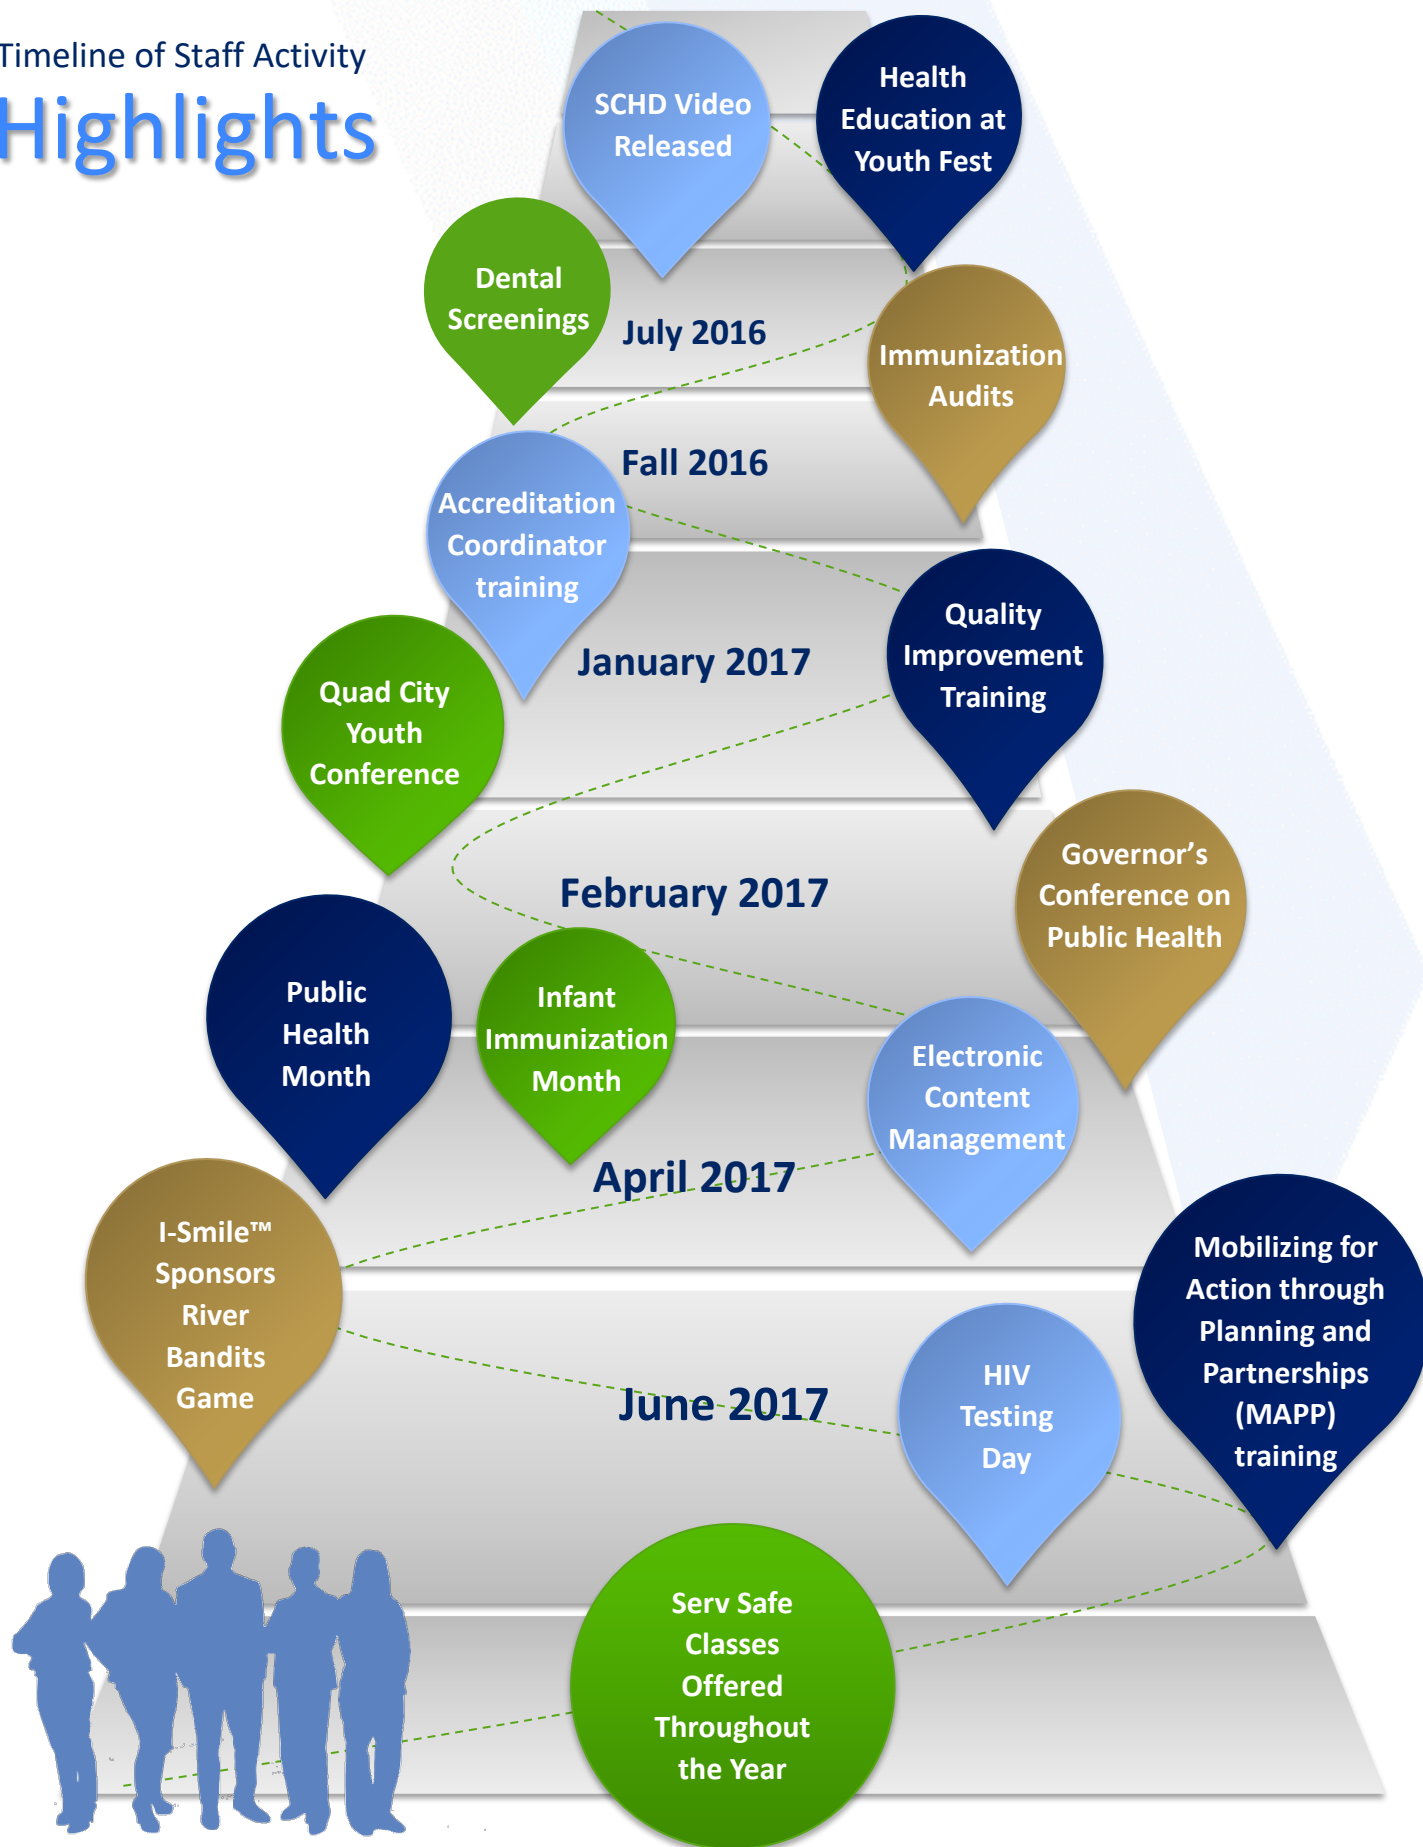 Timeline of Staff Activity
Highlights
SCHD Video
Released
Health
Education at
Youth Fest
Dental
Screenings
July 2016
Immunization
Audits
Fall 2016
Accreditation
Coordinator
training
Quality
Improvement
Training
January 2017
Quad City
Youth
Conference
Governor’s
Conference on
Public Health
February 2017
Public
Health
Month
Infant
Immunization
Month
Electronic
Content
Management
April 2017
I-Smile™
Sponsors
River
Bandits
Game
Mobilizing for
Action through
Planning and
Partnerships
(MAPP)
training
HIV
Testing
Day
June 2017
Serv Safe
Classes
Offered
Throughout
the Year